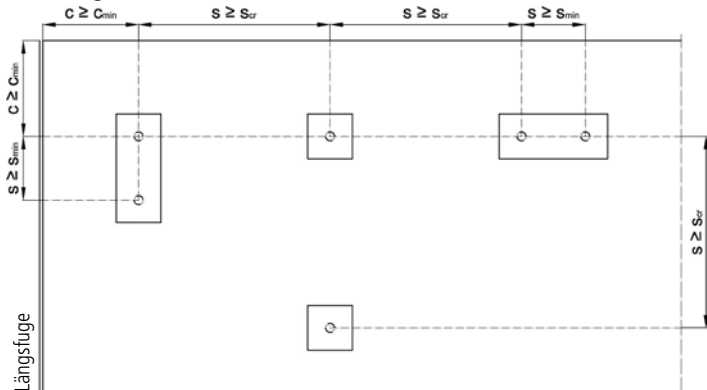 c ≥ cmin
s ≥ scr
s ≥ scr
s ≥ smin
c ≥ cmin
s ≥ smin
s ≥ scr
Längsfuge